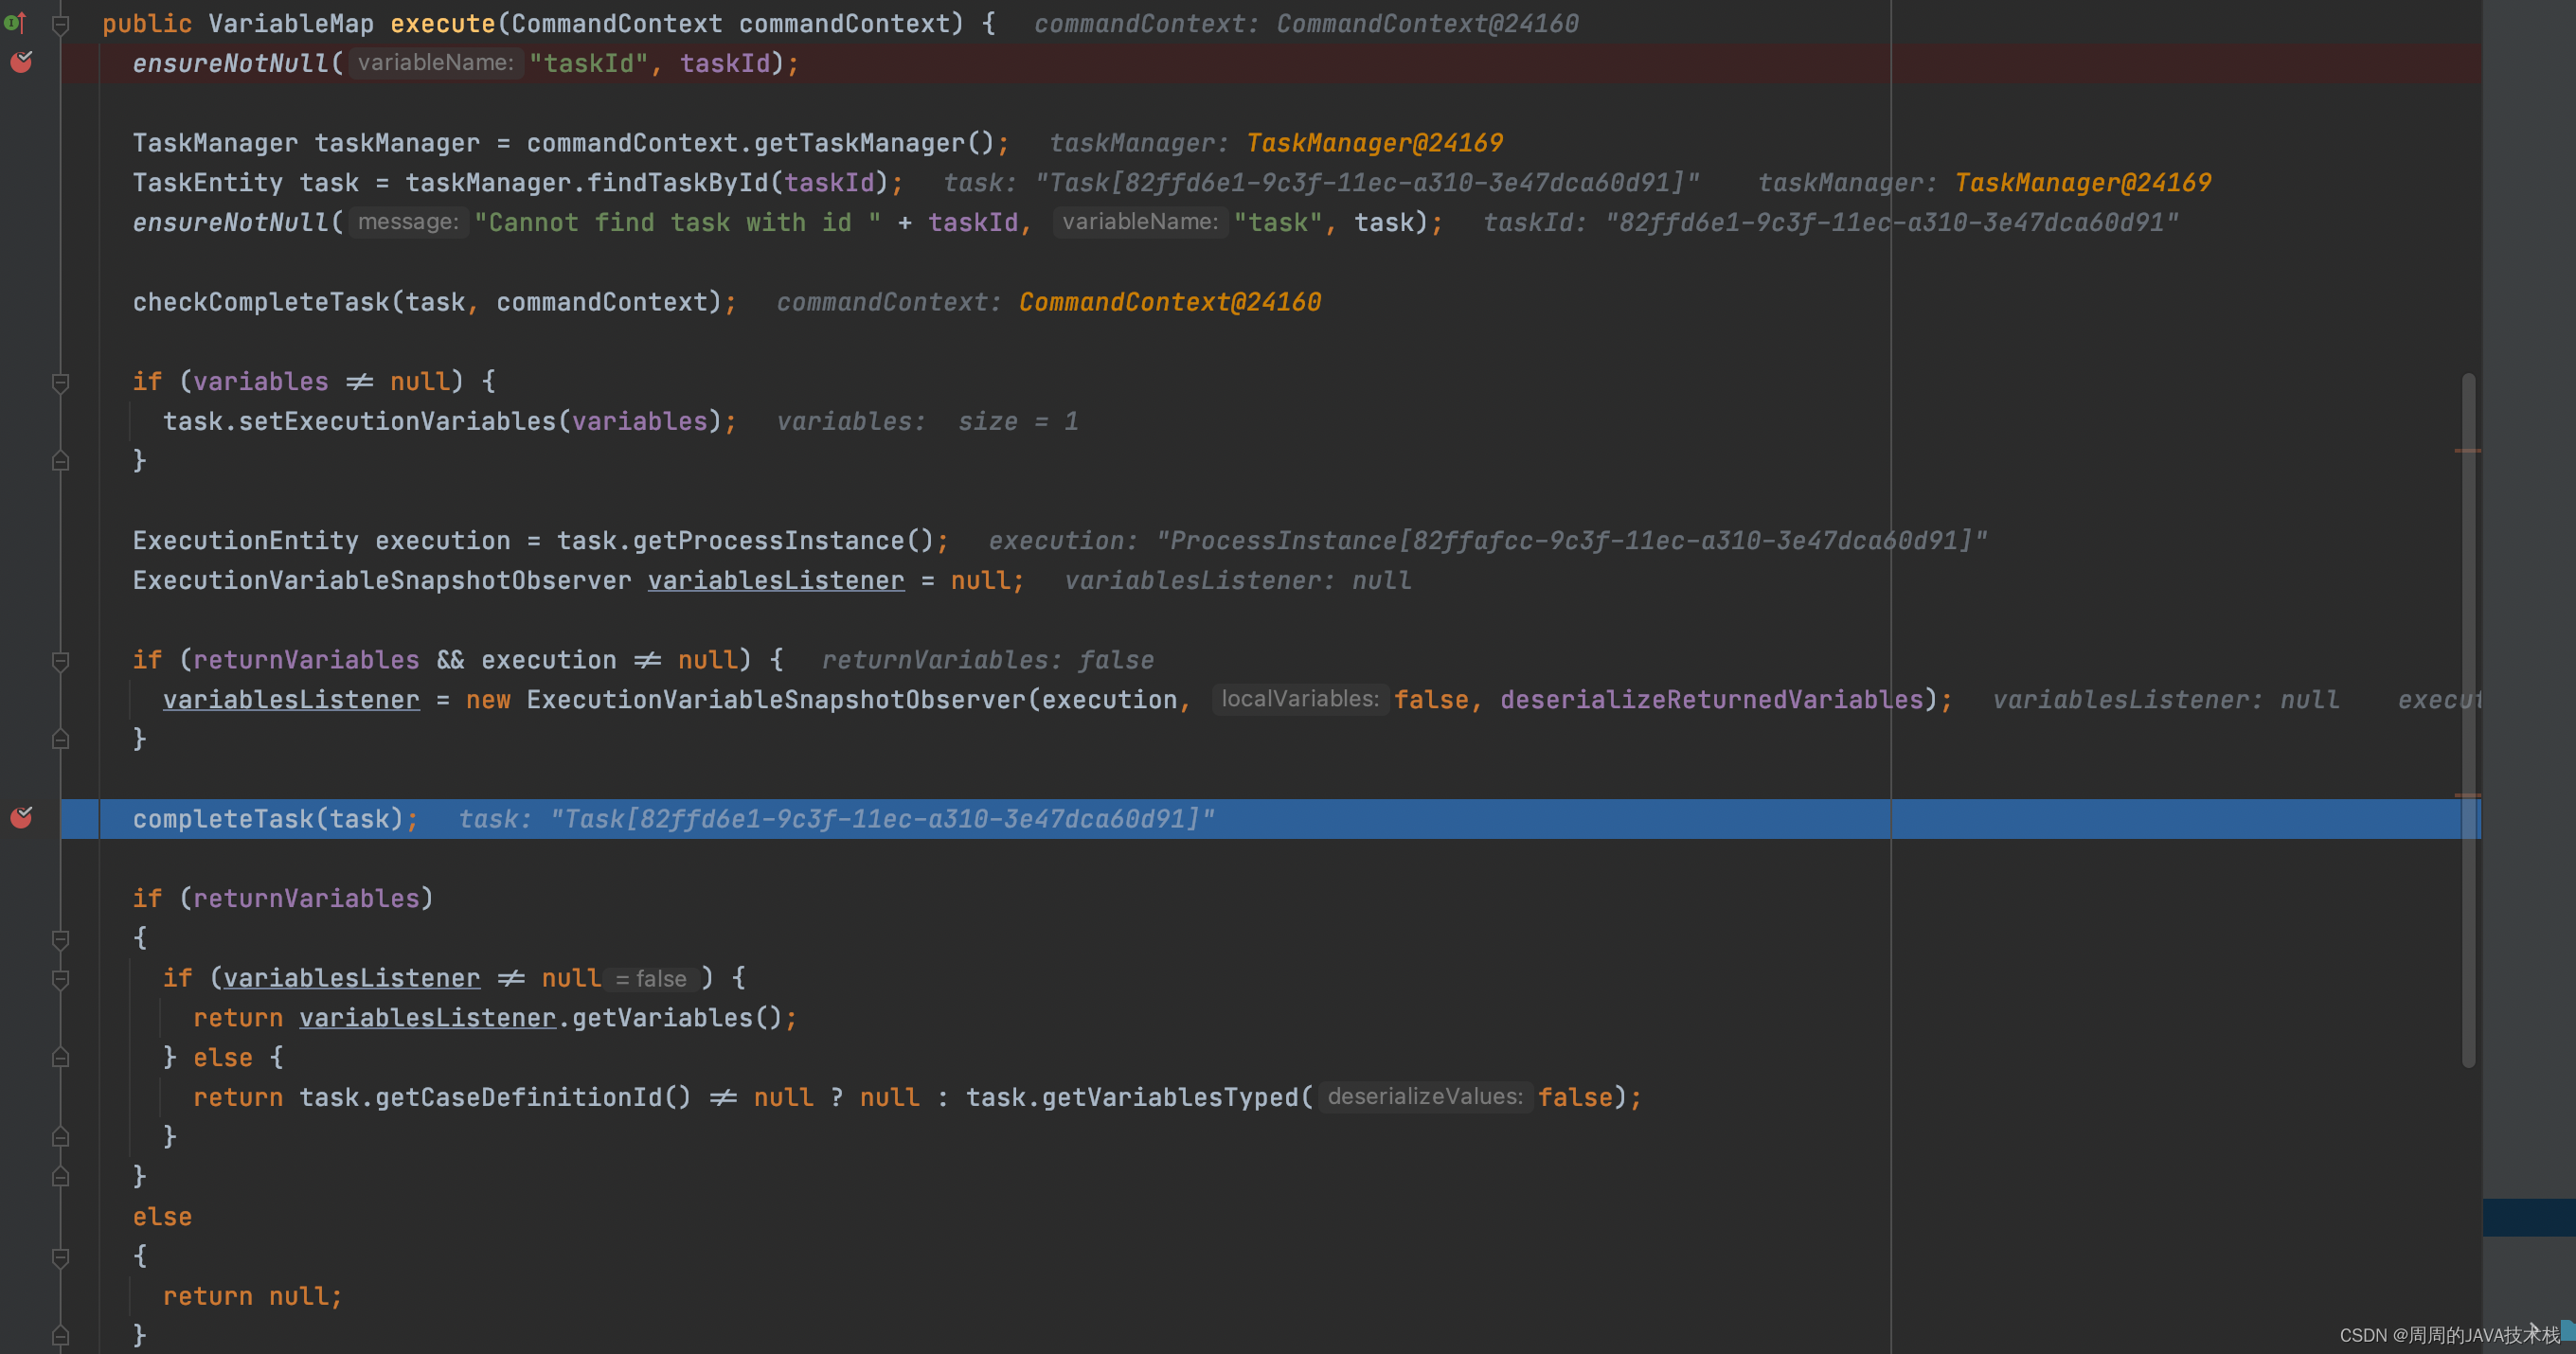 public VariableMap execute(CommandContext commandContext) {   commandContext: CommandContext@24160
ensureNotNull( variableName: "taskId", taskId);
TaskManager taskManager = commandContext.getTaskManager();   taskManager: TaskManager@24169
TaskEntity task = taskManager.findTaskById(taskId);   task: "Task[82ffd6e1-9c3f-11ec-a310-3e47dca60d91]"   taskManager: TaskManager@24169
ensureNotNull( message: "Cannot find task with id " + taskId, variableName: "task", task);   taskId: "82ffd6e1-9c3f-11ec-a310-3e47dca60d91"
checkCompleteTask(task, commandContext);   commandContext: CommandContext@24160
if (variables ≠ null) {
task.setExecutionVariables(variables);   variables:  size = 1
}
ExecutionEntity execution = task.getProcessInstance();   execution: "ProcessInstance[82ffafcc-9c3f-11ec-a310-3e47dca60d91]"
ExecutionVariableSnapshotObserver variablesListener = null;   variablesListener: null
if (returnVariables && execution ≠ null) {   returnVariables: false
variablesListener = new ExecutionVariableSnapshotObserver(execution, localVariables: false, deserializeReturnedVariables);   variablesListener: null   execut
}
completeTask(task);   task: "Task[82ffd6e1-9c3f-11ec-a310-3e47dca60d91]"
if (returnVariables)
{
if (variablesListener ≠ null = false ) {
return variablesListener.getVariables();
} else {
return task.getCaseDefinitionId() ≠ null ? null : task.getVariablesTyped( deserializeValues: false);
}
}
else
{
return null;
}
CSDN @周周的JAVA技术栈